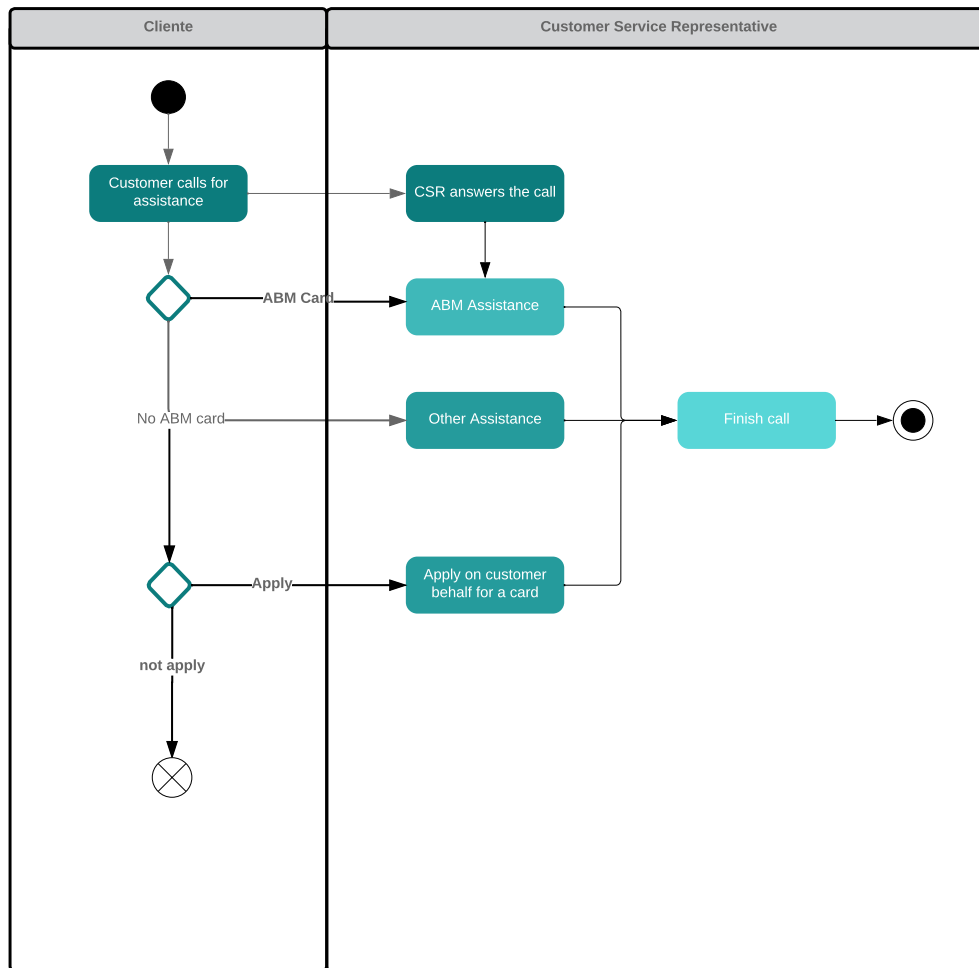 Cliente
Customer Service Representative
Customer calls for
assistance
CSR answers the call
ABM Card
ABM Assistance
No ABM card
Other Assistance
Finish call
Apply
Apply on customer
behalf for a card
not apply